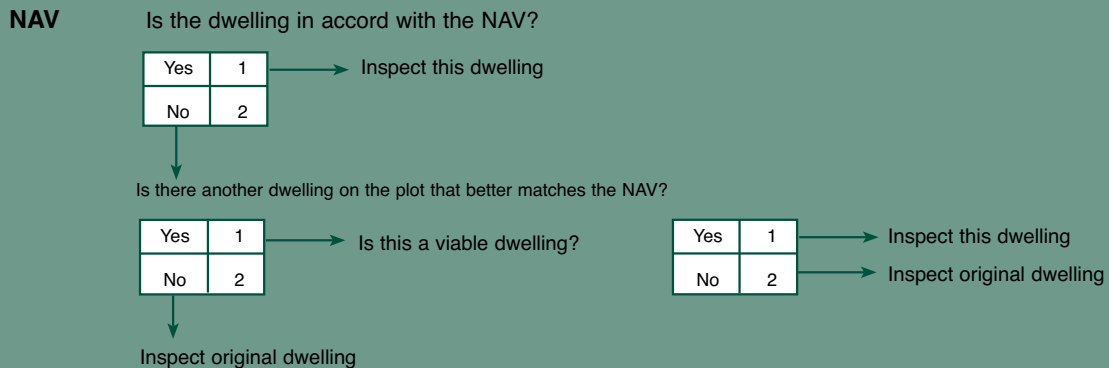 NAV Is the dwelling in accord with the NAV?
Yes 1 Inspect this dwelling
No 2
Is there another dwelling on the plot that better matches the NAV?
Yes 1 Is this a viable dwelling? Yes 1 Inspect this dwelling
No 2 No 2 Inspect original dwelling
Inspect original dwelling